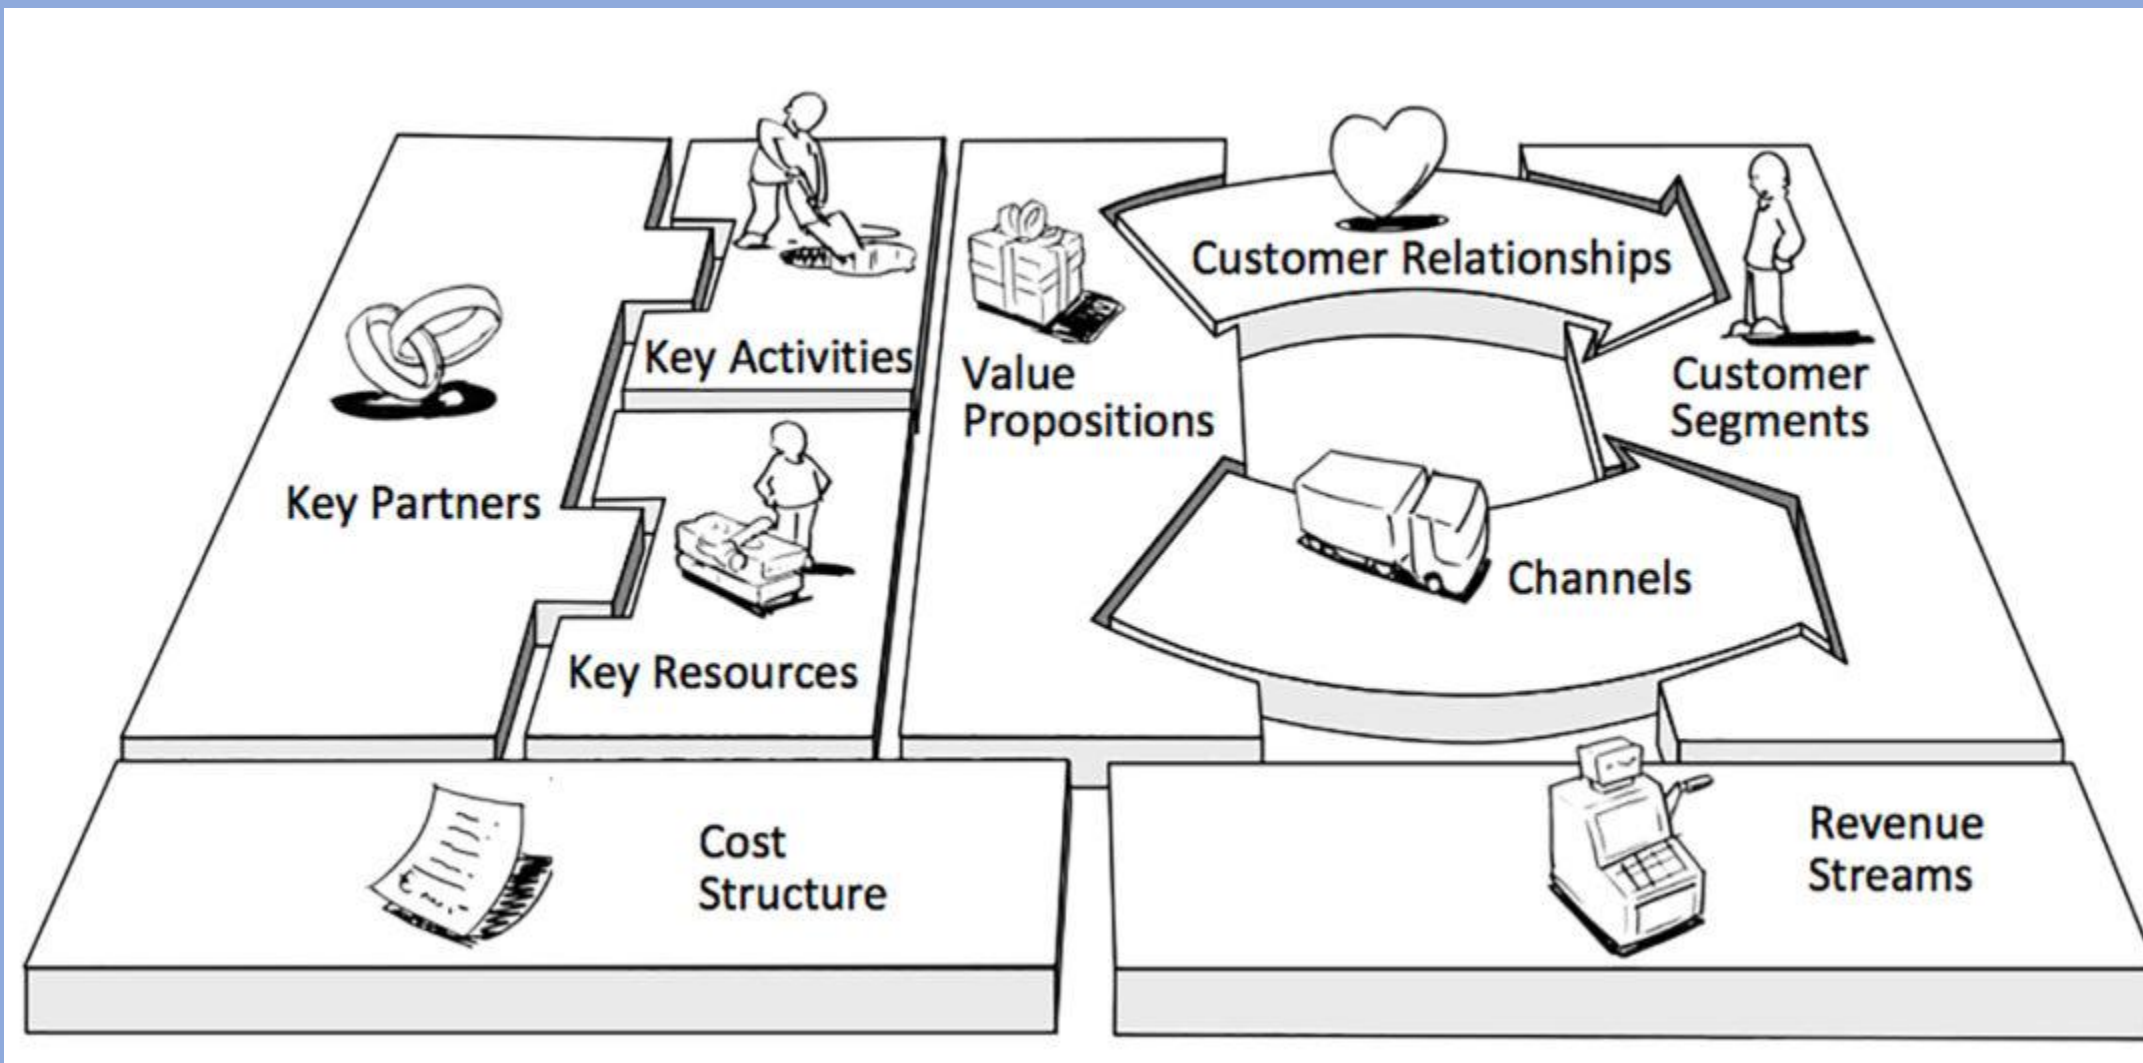 Key Partners
Key Activities
Key Resources
Value
Propositions
Customer Relationships
Channels
Customer
Segments
Cost
Structure
Revenue
Streams